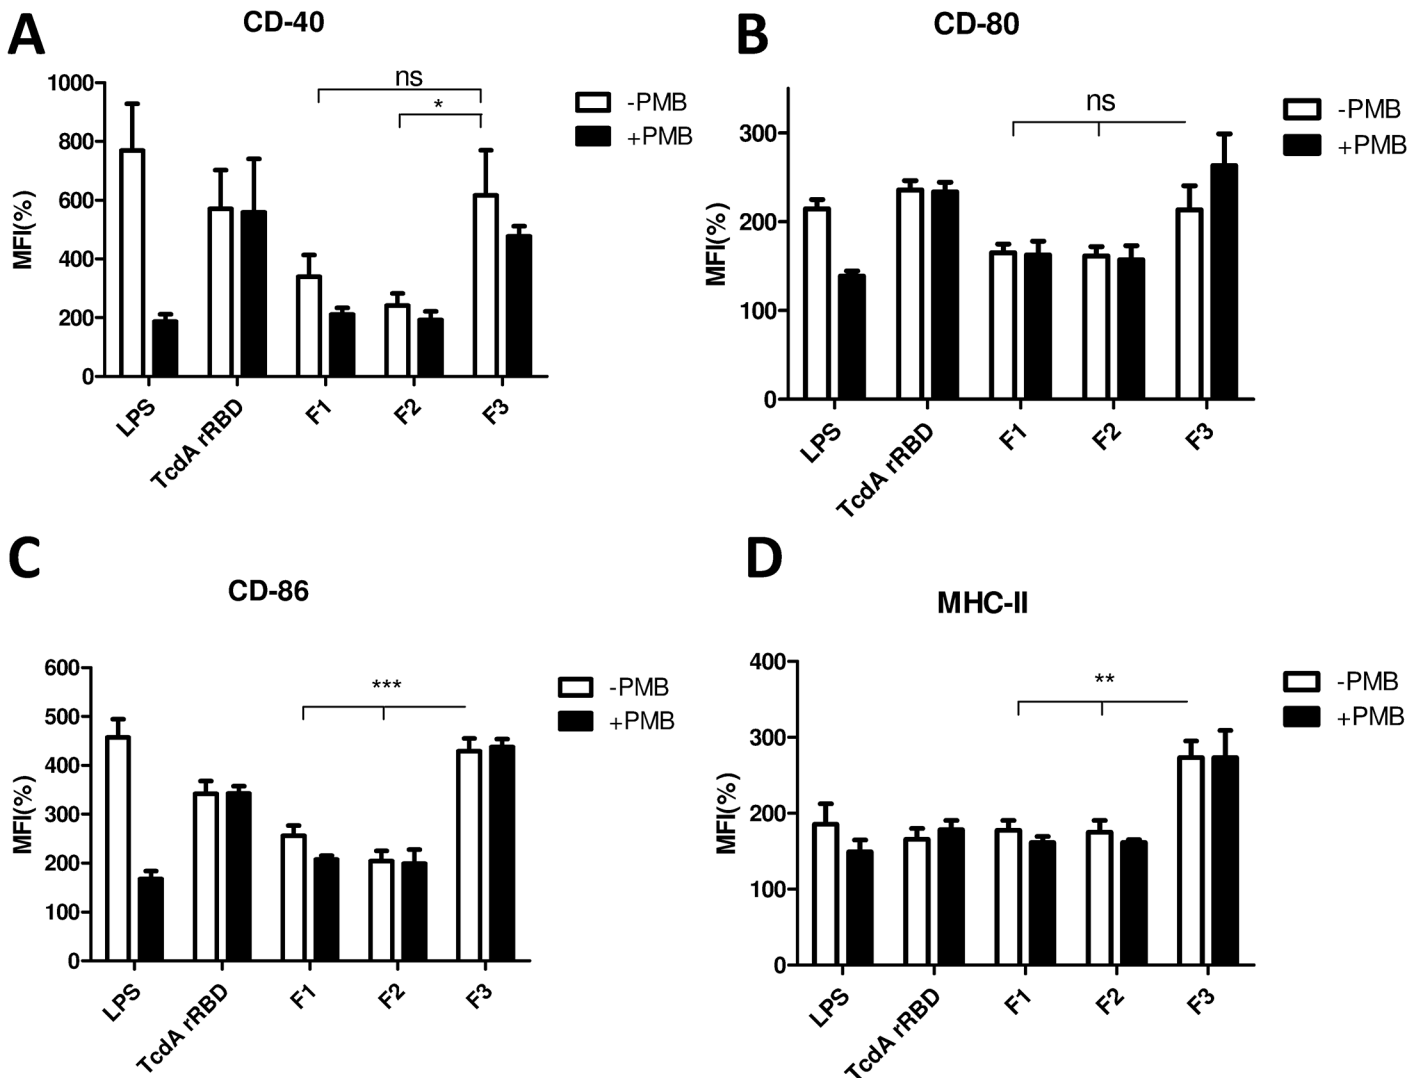 A
CD-40
MFI(%)
1000
800
600
400
200
0
ns
*
-PMB
+PMB
LPS
TcdA rRBD
F1
F2
F3
B
CD-80
MFI(%)
300
200
100
0
ns
-PMB
+PMB
LPS
TcdA rRBD
F1
F2
F3
C
CD-86
MFI(%)
600
500
400
300
200
100
0
***
-PMB
+PMB
LPS
TcdA rRBD
F1
F2
F3
D
MHC-II
MFI(%)
400
300
200
100
0
**
-PMB
+PMB
LPS
TcdA rRBD
F1
F2
F3